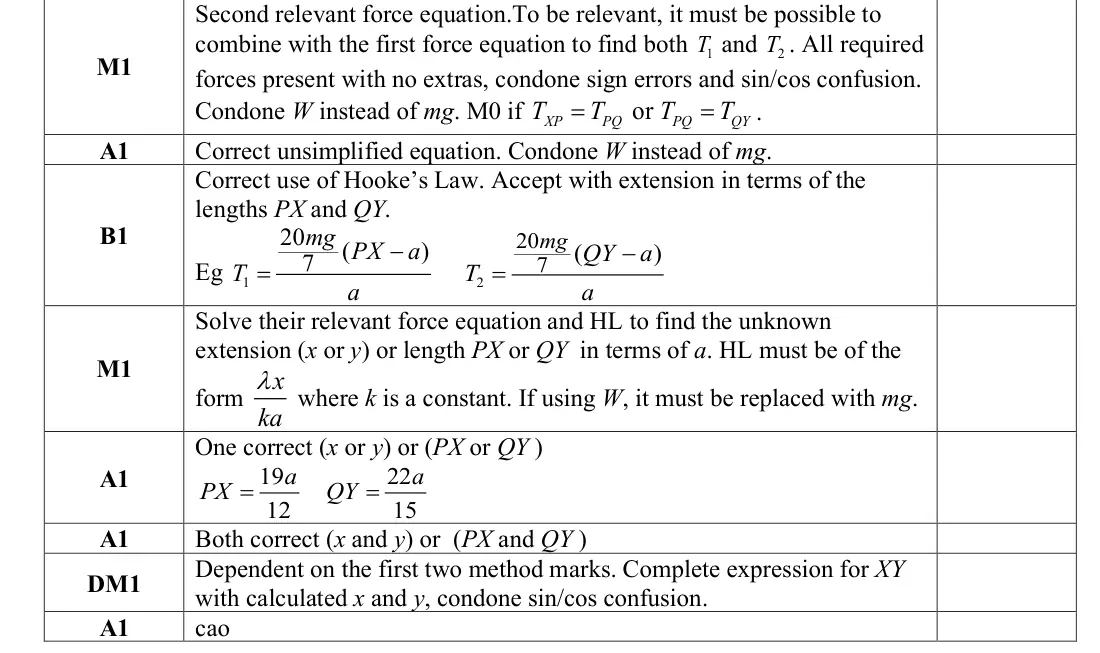 M1
Second relevant force equation.To be relevant, it must be possible to
combine with the first force equation to find both T₁ and T₂ . All required
forces present with no extras, condone sign errors and sin/cos confusion.
Condone W instead of mg. M0 if T_XP = T_PQ or T_PQ = T_QY .
A1
Correct unsimplified equation. Condone W instead of mg.
B1
Correct use of Hooke’s Law. Accept with extension in terms of the
lengths PX and QY.
Eg T₁ = (20mg/7 (PX − a))/a    T₂ = (20mg/7 (QY − a))/a
M1
Solve their relevant force equation and HL to find the unknown
extension (x or y) or length PX or QY in terms of a. HL must be of the
form λx/ka where k is a constant. If using W, it must be replaced with mg.
A1
One correct (x or y) or (PX or QY )
PX = 19a/12    QY = 22a/15
A1
Both correct (x and y) or (PX and QY )
DM1
Dependent on the first two method marks. Complete expression for XY
with calculated x and y, condone sin/cos confusion.
A1
cao